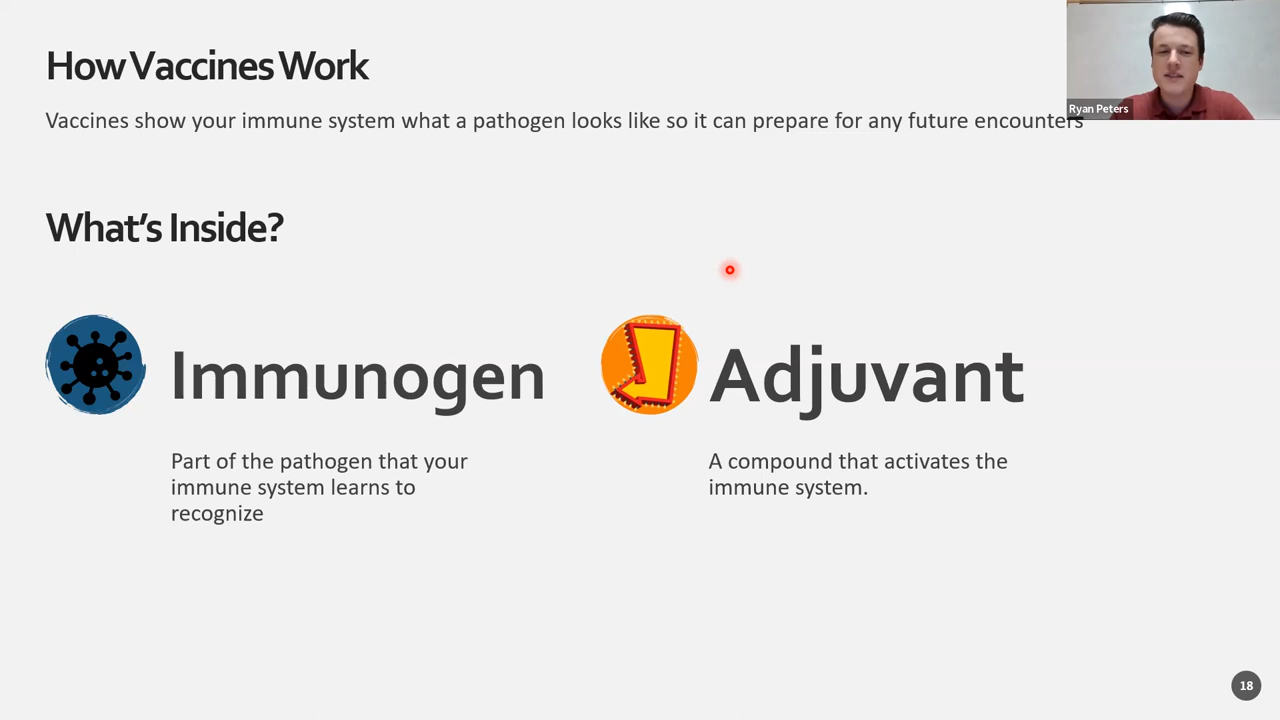 How Vaccines Work
Ryan Peters
Vaccines show your immune system what a pathogen looks like so it can prepare for any future encounters
What's Inside?
Immunogen
Part of the pathogen that your
immune system learns to
recognize
Adjuvant
A compound that activates the
immune system.
18